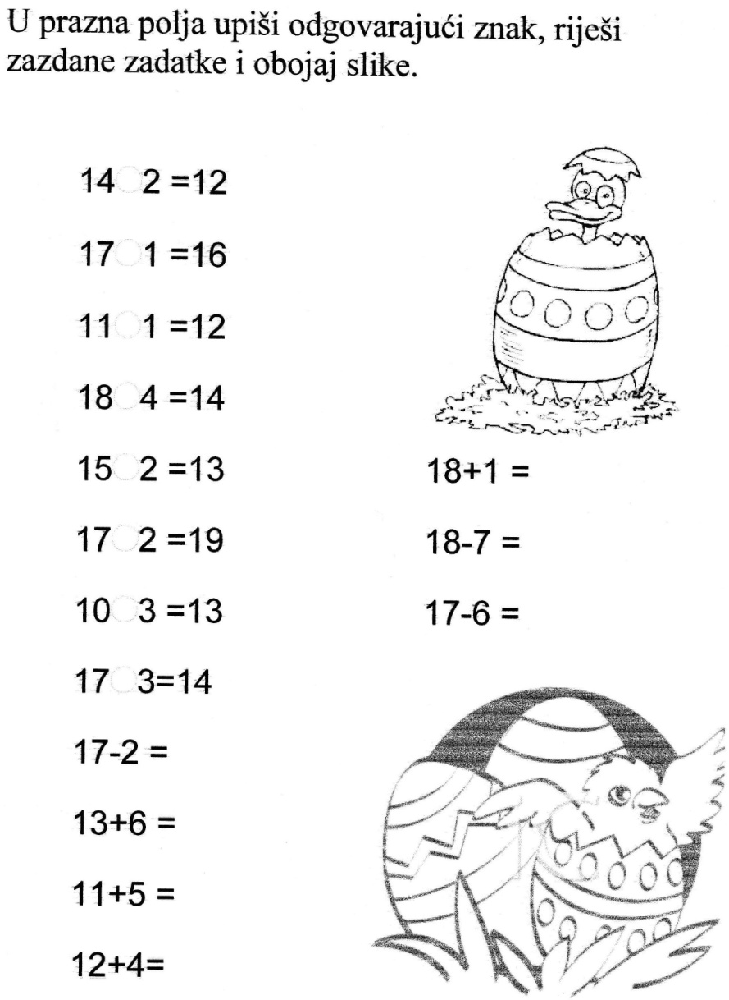 U prazna polja upiši odgovarajući znak, riješi
zazdane zadatke i obojaj slike.
14 ○ 2 =12
17 ○ 1 =16
11 ○ 1 =12
18 ○ 4 =14
15 ○ 2 =13
17 ○ 2 =19
10 ○ 3 =13
17 ○ 3=14
17-2 =
13+6 =
11+5 =
12+4=
18+1 =
18-7 =
17-6 =